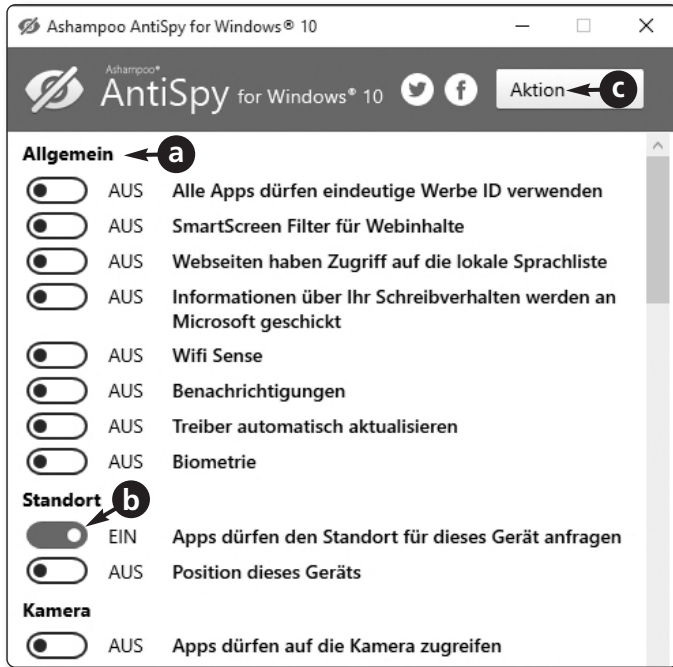 Ashampoo AntiSpy for Windows® 10
Ashampoo®
AntiSpy for Windows® 10
Aktion
c
Allgemein
a
AUS Alle Apps dürfen eindeutige Werbe ID verwenden
AUS SmartScreen Filter für Webinhalte
AUS Webseiten haben Zugriff auf die lokale Sprachliste
AUS Informationen über Ihr Schreibverhalten werden an
Microsoft geschickt
AUS Wifi Sense
AUS Benachrichtigungen
AUS Treiber automatisch aktualisieren
AUS Biometrie
Standort
b
EIN Apps dürfen den Standort für dieses Gerät anfragen
AUS Position dieses Geräts
Kamera
AUS Apps dürfen auf die Kamera zugreifen